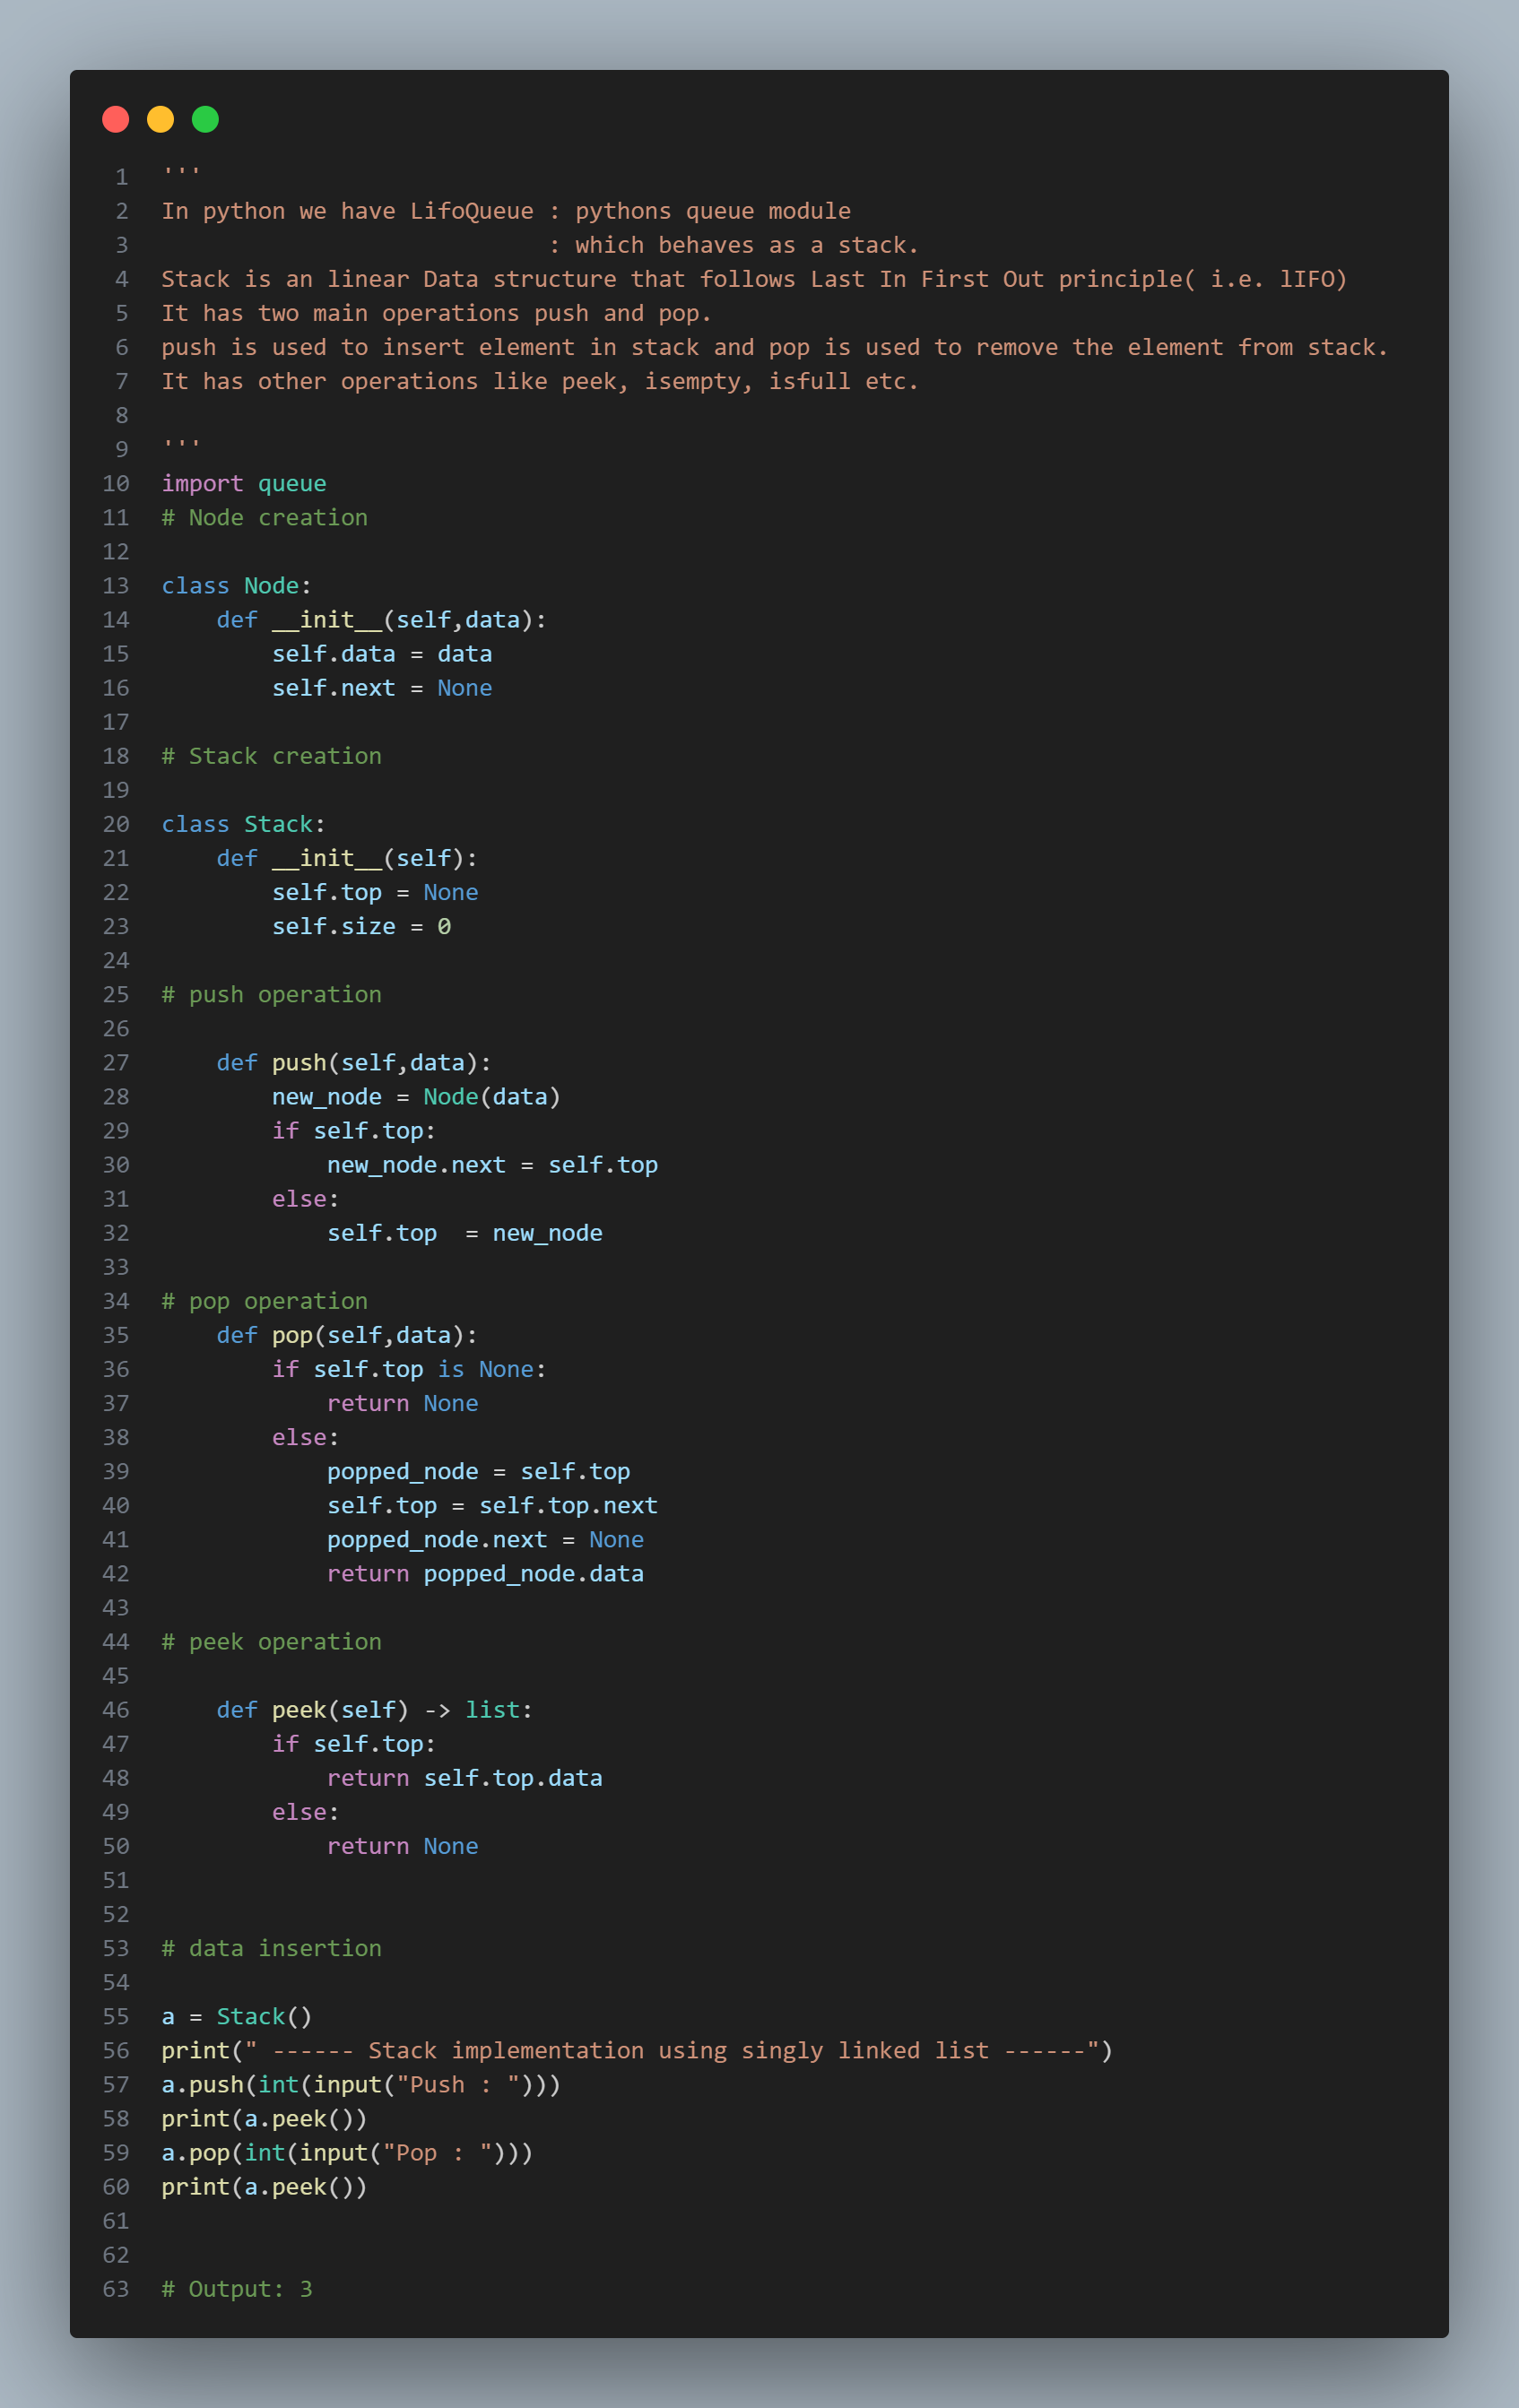 1 '''
2 In python we have LifoQueue : pythons queue module
3                             : which behaves as a stack.
4 Stack is an linear Data structure that follows Last In First Out principle( i.e. lIFO)
5 It has two main operations push and pop.
6 push is used to insert element in stack and pop is used to remove the element from stack.
7 It has other operations like peek, isempty, isfull etc.
8
9 '''
10 import queue
11 # Node creation
12
13 class Node:
14     def __init__(self,data):
15         self.data = data
16         self.next = None
17
18 # Stack creation
19
20 class Stack:
21     def __init__(self):
22         self.top = None
23         self.size = 0
24
25 # push operation
26
27     def push(self,data):
28         new_node = Node(data)
29         if self.top:
30             new_node.next = self.top
31         else:
32             self.top  = new_node
33
34 # pop operation
35     def pop(self,data):
36         if self.top is None:
37             return None
38         else:
39             popped_node = self.top
40             self.top = self.top.next
41             popped_node.next = None
42             return popped_node.data
43
44 # peek operation
45
46     def peek(self) -> list:
47         if self.top:
48             return self.top.data
49         else:
50             return None
51
52
53 # data insertion
54
55 a = Stack()
56 print(" ------ Stack implementation using singly linked list ------")
57 a.push(int(input("Push : ")))
58 print(a.peek())
59 a.pop(int(input("Pop : ")))
60 print(a.peek())
61
62
63 # Output: 3